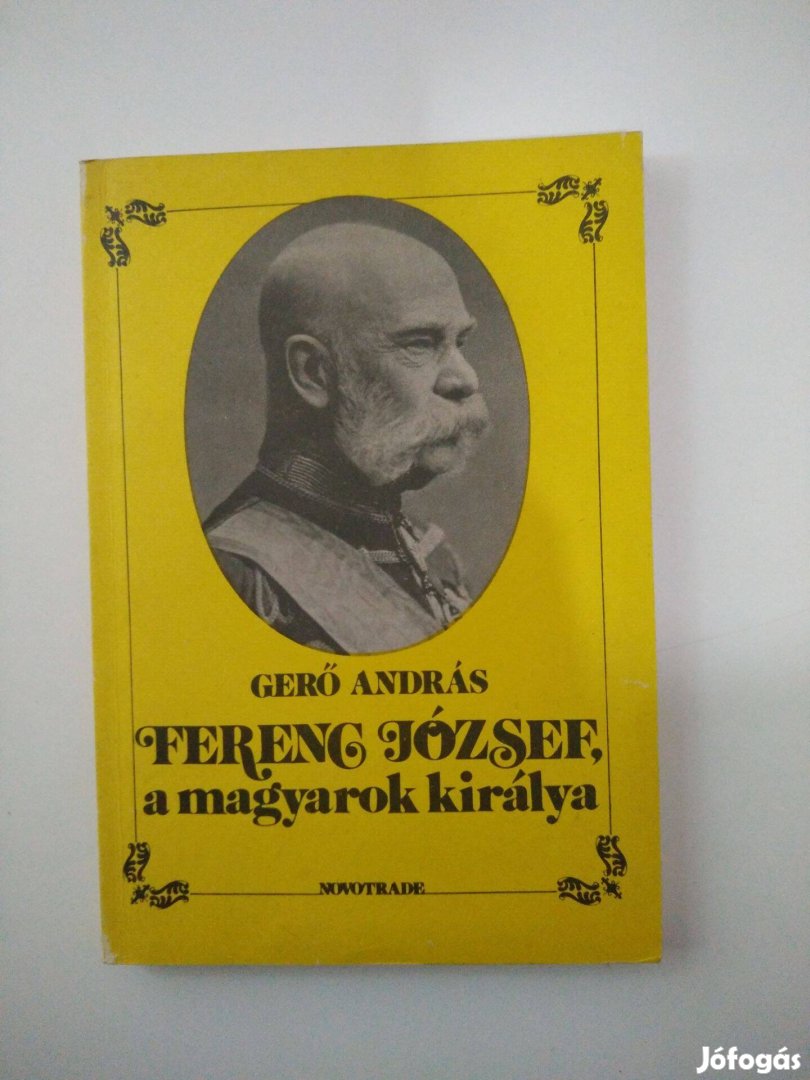 GERŐ ANDRÁS
FERENC JÓZSEF,
a magyarok királya
NOVOTRADE
Jófogás